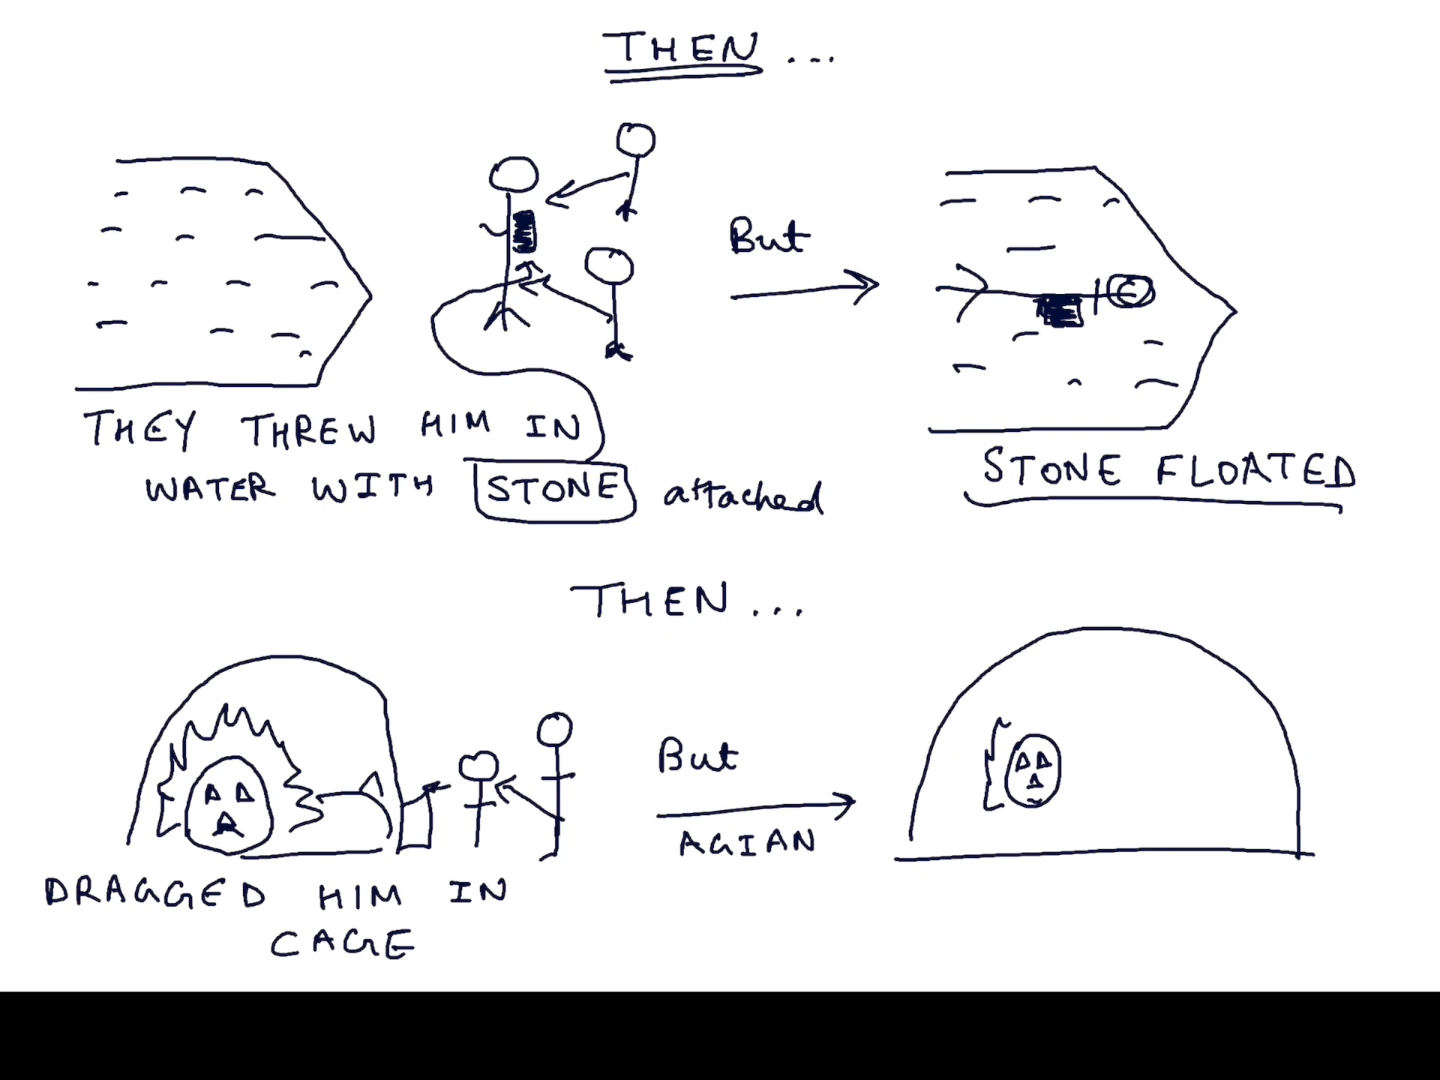 THEN...
But
THEY THREW HIM IN
WATER WITH STONE attached
STONE FLOATED
THEN...
But
AGIAN
DRAGGED HIM IN
CAGE